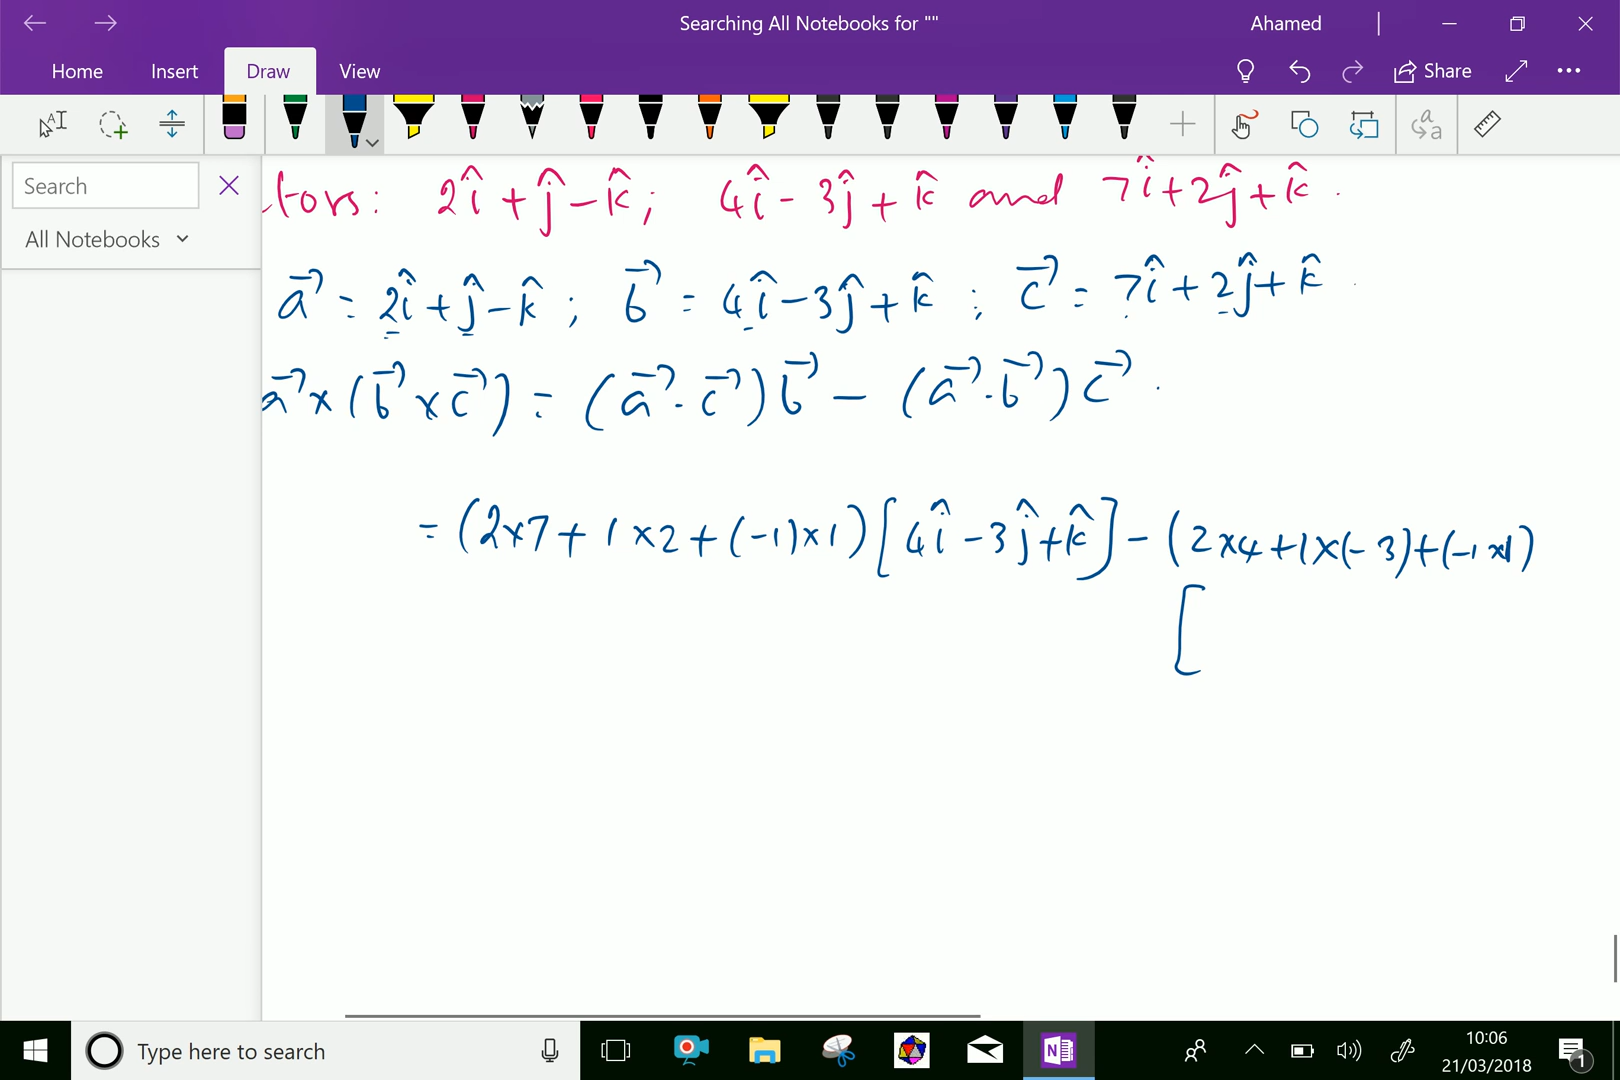 Searching All Notebooks for ""
Ahamed
Home Insert Draw View
Share
Search
All Notebooks
tors: 2î + ĵ - k̂; 4î - 3ĵ + k̂ and 7î + 2ĵ + k̂.
a⃗ = 2î + ĵ - k̂; b⃗ = 4î - 3ĵ + k̂; c⃗ = 7î + 2ĵ + k̂
a⃗ × (b⃗ × c⃗) = (a⃗ · c⃗) b⃗ - (a⃗ · b⃗) c⃗.
= (2×7 + 1×2 + (-1)×1) [4î - 3ĵ + k̂] - (2×4 + 1×(-3) + (-1×1)
[
Type here to search
10:06
21/03/2018
1